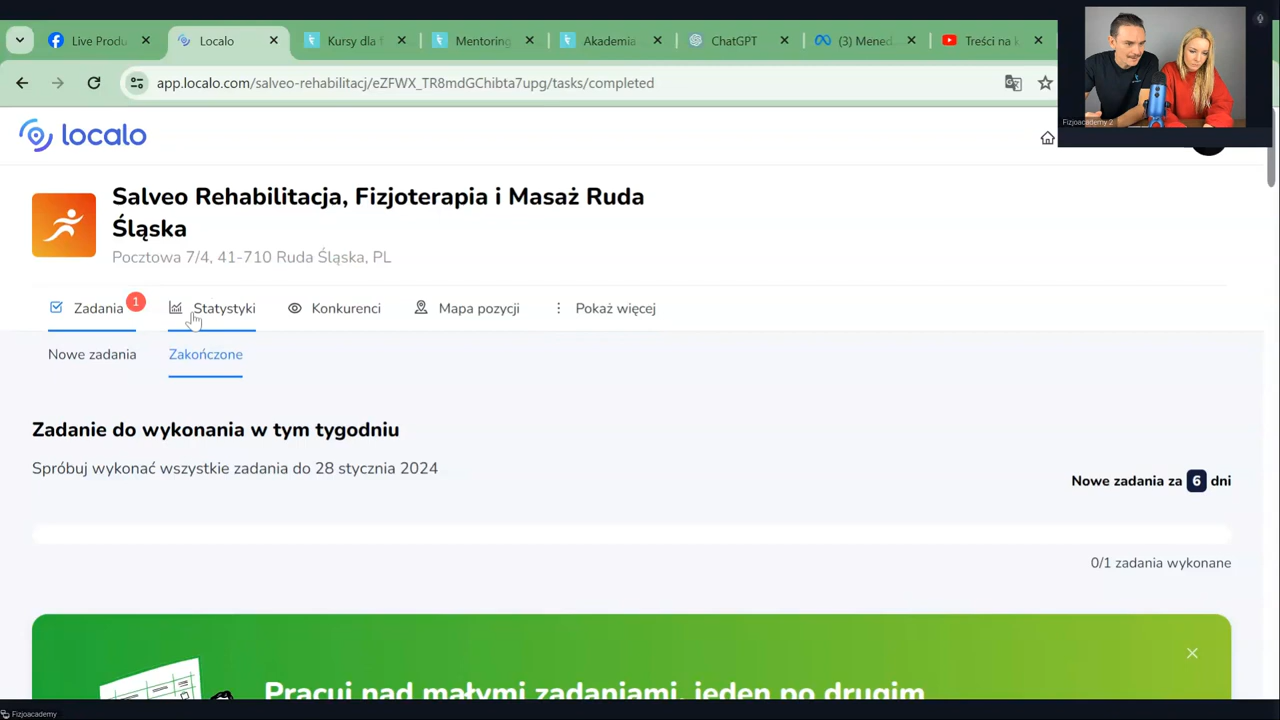 Live Produ
Localo
Kursy dla f
Mentoring
Akademia
ChatGPT
(3) Mened
Treści na k
app.localo.com/salveo-rehabilitacj/eZFWX_TR8mdGChibta7upg/tasks/completed
Fizjoacademy 2
localo
Salveo Rehabilitacja, Fizjoterapia i Masaż Ruda
Śląska
Pocztowa 7/4, 41-710 Ruda Śląska, PL
Zadania 1 Statystyki Konkurenci Mapa pozycji Pokaż więcej
Nowe zadania Zakończone
Zadanie do wykonania w tym tygodniu
Spróbuj wykonać wszystkie zadania do 28 stycznia 2024
Nowe zadania za 6 dni
0/1 zadania wykonane
Pracuj nad małymi zadaniami, jeden po drugim
Fizjoacademy